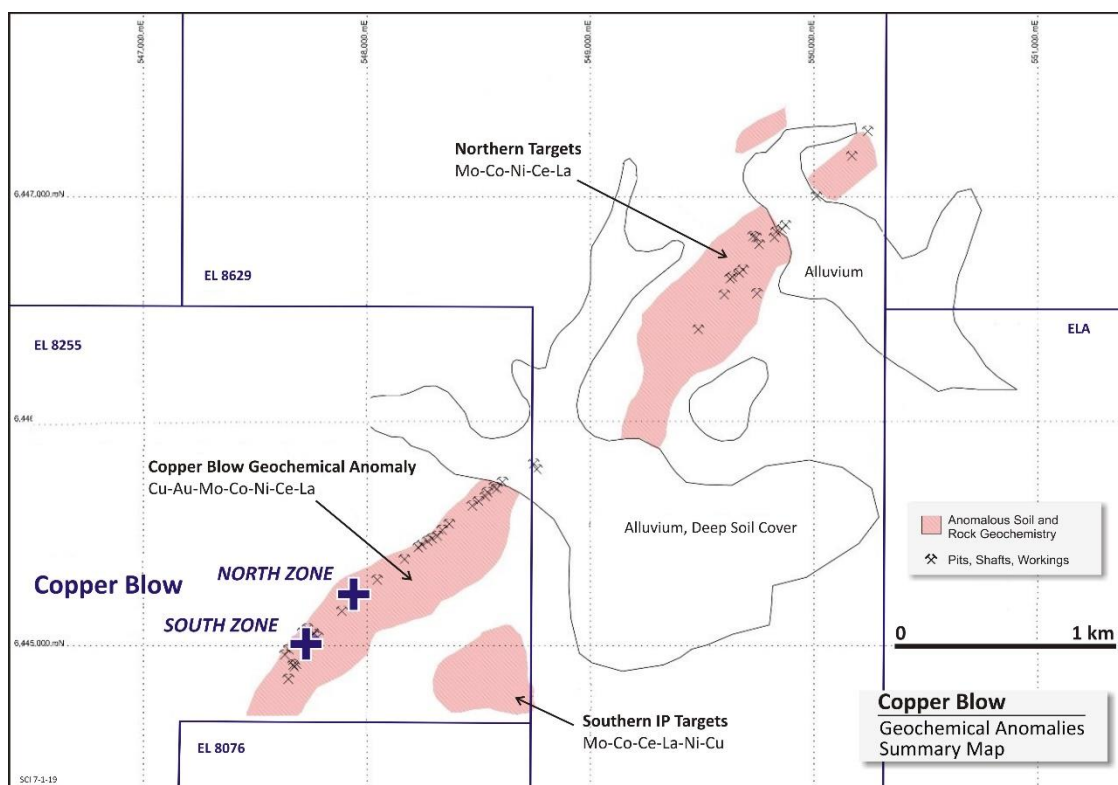 547,000 mE
548,000 mE
549,000 mE
550,000 mE
551,000 mE
Northern Targets
Mo-Co-Ni-Ce-La
6,447,000 mN
EL 8629
Alluvium
EL 8255
ELA
6,446
Copper Blow Geochemical Anomaly
Cu-Au-Mo-Co-Ni-Ce-La
Alluvium, Deep Soil Cover
Anomalous Soil and
Rock Geochemistry
Pits, Shafts, Workings
NORTH ZONE
Copper Blow
SOUTH ZONE
6,445,000 mN
0 1 km
Southern IP Targets
Mo-Co-Ce-La-Ni-Cu
EL 8076
Copper Blow
Geochemical Anomalies
Summary Map
SCI 7-1-19